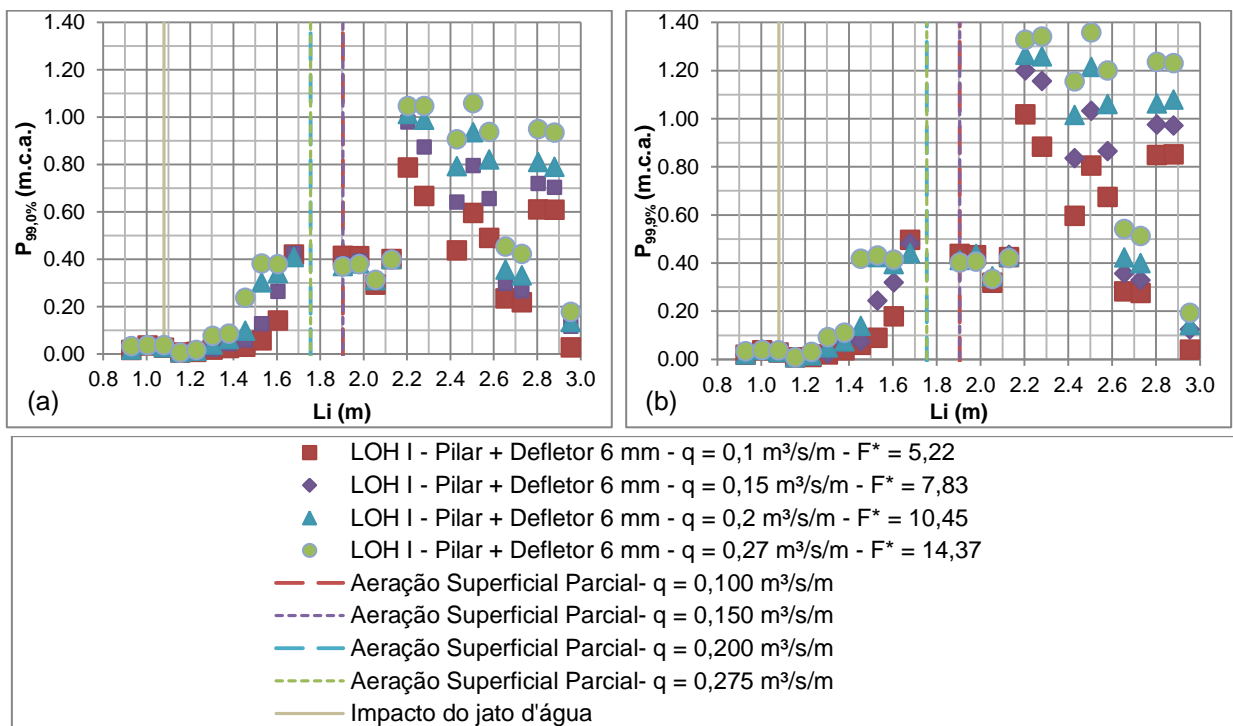 1.40
1.20
1.00
0.80
0.60
0.40
0.20
0.00
P99,0% (m.c.a.)
0.8 1.0 1.2 1.4 1.6 1.8 2.0 2.2 2.4 2.6 2.8 3.0
(a)
Li (m)
1.40
1.20
1.00
0.80
0.60
0.40
0.20
0.00
P99,9% (m.c.a.)
0.8 1.0 1.2 1.4 1.6 1.8 2.0 2.2 2.4 2.6 2.8 3.0
(b)
Li (m)
LOH I - Pilar + Defletor 6 mm - q = 0,1 m³/s/m - F* = 5,22
LOH I - Pilar + Defletor 6 mm - q = 0,15 m³/s/m - F* = 7,83
LOH I - Pilar + Defletor 6 mm - q = 0,2 m³/s/m - F* = 10,45
LOH I - Pilar + Defletor 6 mm - q = 0,27 m³/s/m - F* = 14,37
Aeração Superficial Parcial- q = 0,100 m³/s/m
Aeração Superficial Parcial- q = 0,150 m³/s/m
Aeração Superficial Parcial- q = 0,200 m³/s/m
Aeração Superficial Parcial- q = 0,275 m³/s/m
Impacto do jato d'água